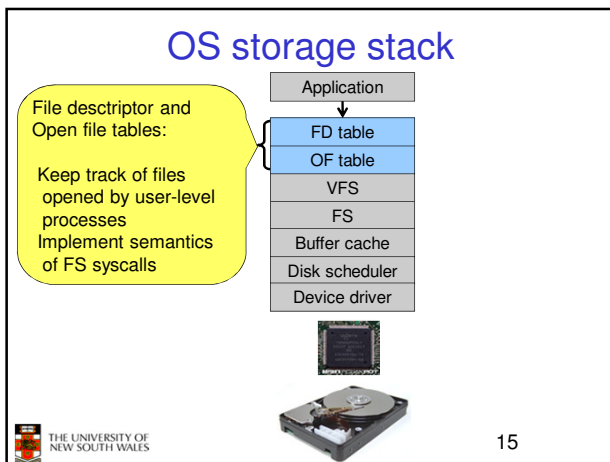 OS storage stack
Application
File desctriptor and
Open file tables:
Keep track of files
opened by user-level
processes
Implement semantics
of FS syscalls
FD table
OF table
VFS
FS
Buffer cache
Disk scheduler
Device driver
THE UNIVERSITY OF
NEW SOUTH WALES
15